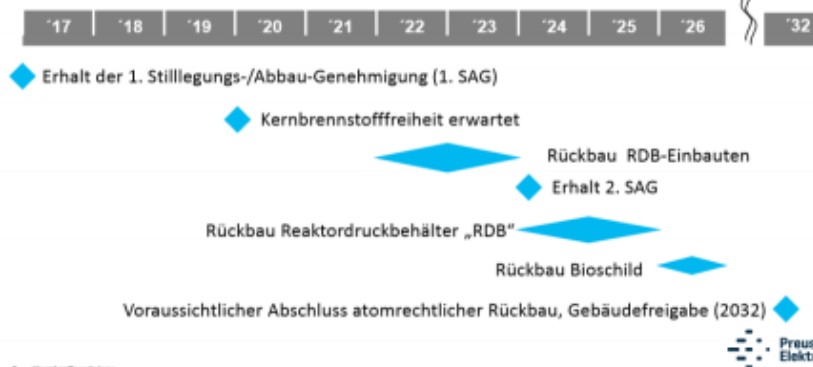 ´17 ´18 ´19 ´20 ´21 ´22 ´23 ´24 ´25 ´26 ´32
Erhalt der 1. Stilllegungs-/Abbau-Genehmigung (1. SAG)
Kernbrennstofffreiheit erwartet
Rückbau RDB-Einbauten
Erhalt 2. SAG
Rückbau Reaktordruckbehälter „RDB“
Rückbau Bioschild
Voraussichtlicher Abschluss atomrechtlicher Rückbau, Gebäudefreigabe (2032)
Preus
Elektr